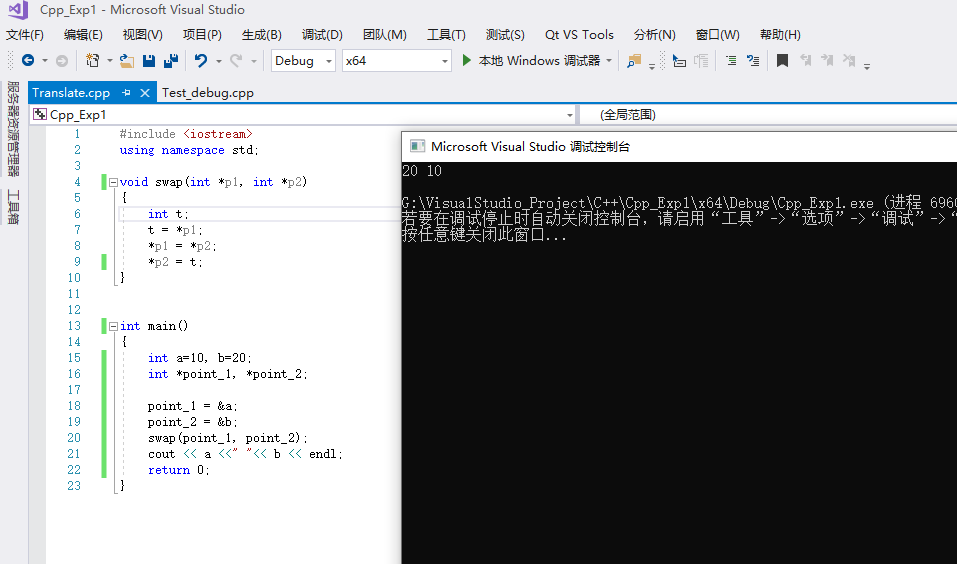 Cpp_Exp1 - Microsoft Visual Studio
文件(F) 编辑(E) 视图(V) 项目(P) 生成(B) 调试(D) 团队(M) 工具(T) 测试(S) Qt VS Tools 分析(N) 窗口(W) 帮助(H)
Debug x64 本地 Windows 调试器
服务器资源管理器
工具箱
Translate.cpp Test_debug.cpp
Cpp_Exp1 (全局范围)
1 #include <iostream>
2 using namespace std;
3
4 void swap(int *p1, int *p2)
5 {
6 int t;
7 t = *p1;
8 *p1 = *p2;
9 *p2 = t;
10 }
11
12
13 int main()
14 {
15 int a=10, b=20;
16 int *point_1, *point_2;
17
18 point_1 = &a;
19 point_2 = &b;
20 swap(point_1, point_2);
21 cout << a <<" "<< b << endl;
22 return 0;
23 }
Microsoft Visual Studio 调试控制台
20 10
G:\VisualStudio_Project\C++\Cpp_Exp1\x64\Debug\Cpp_Exp1.exe (进程 6960
若要在调试停止时自动关闭控制台，请启用“工具”->“选项”->“调试”->“
按任意键关闭此窗口...